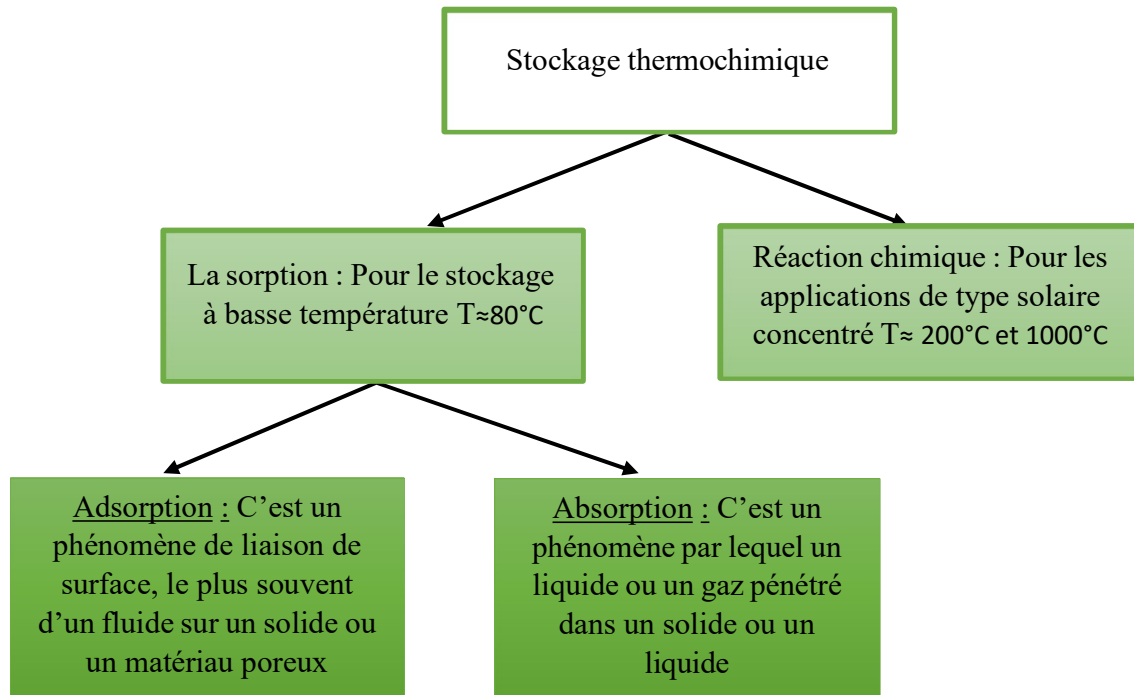 Stockage thermochimique
La sorption : Pour le stockage
à basse température T≈80°C
Réaction chimique : Pour les
applications de type solaire
concentré T≈ 200°C et 1000°C
Adsorption : C’est un
phénomène de liaison de
surface, le plus souvent
d’un fluide sur un solide ou
un matériau poreux
Absorption : C’est un
phénomène par lequel un
liquide ou un gaz pénétré
dans un solide ou un
liquide